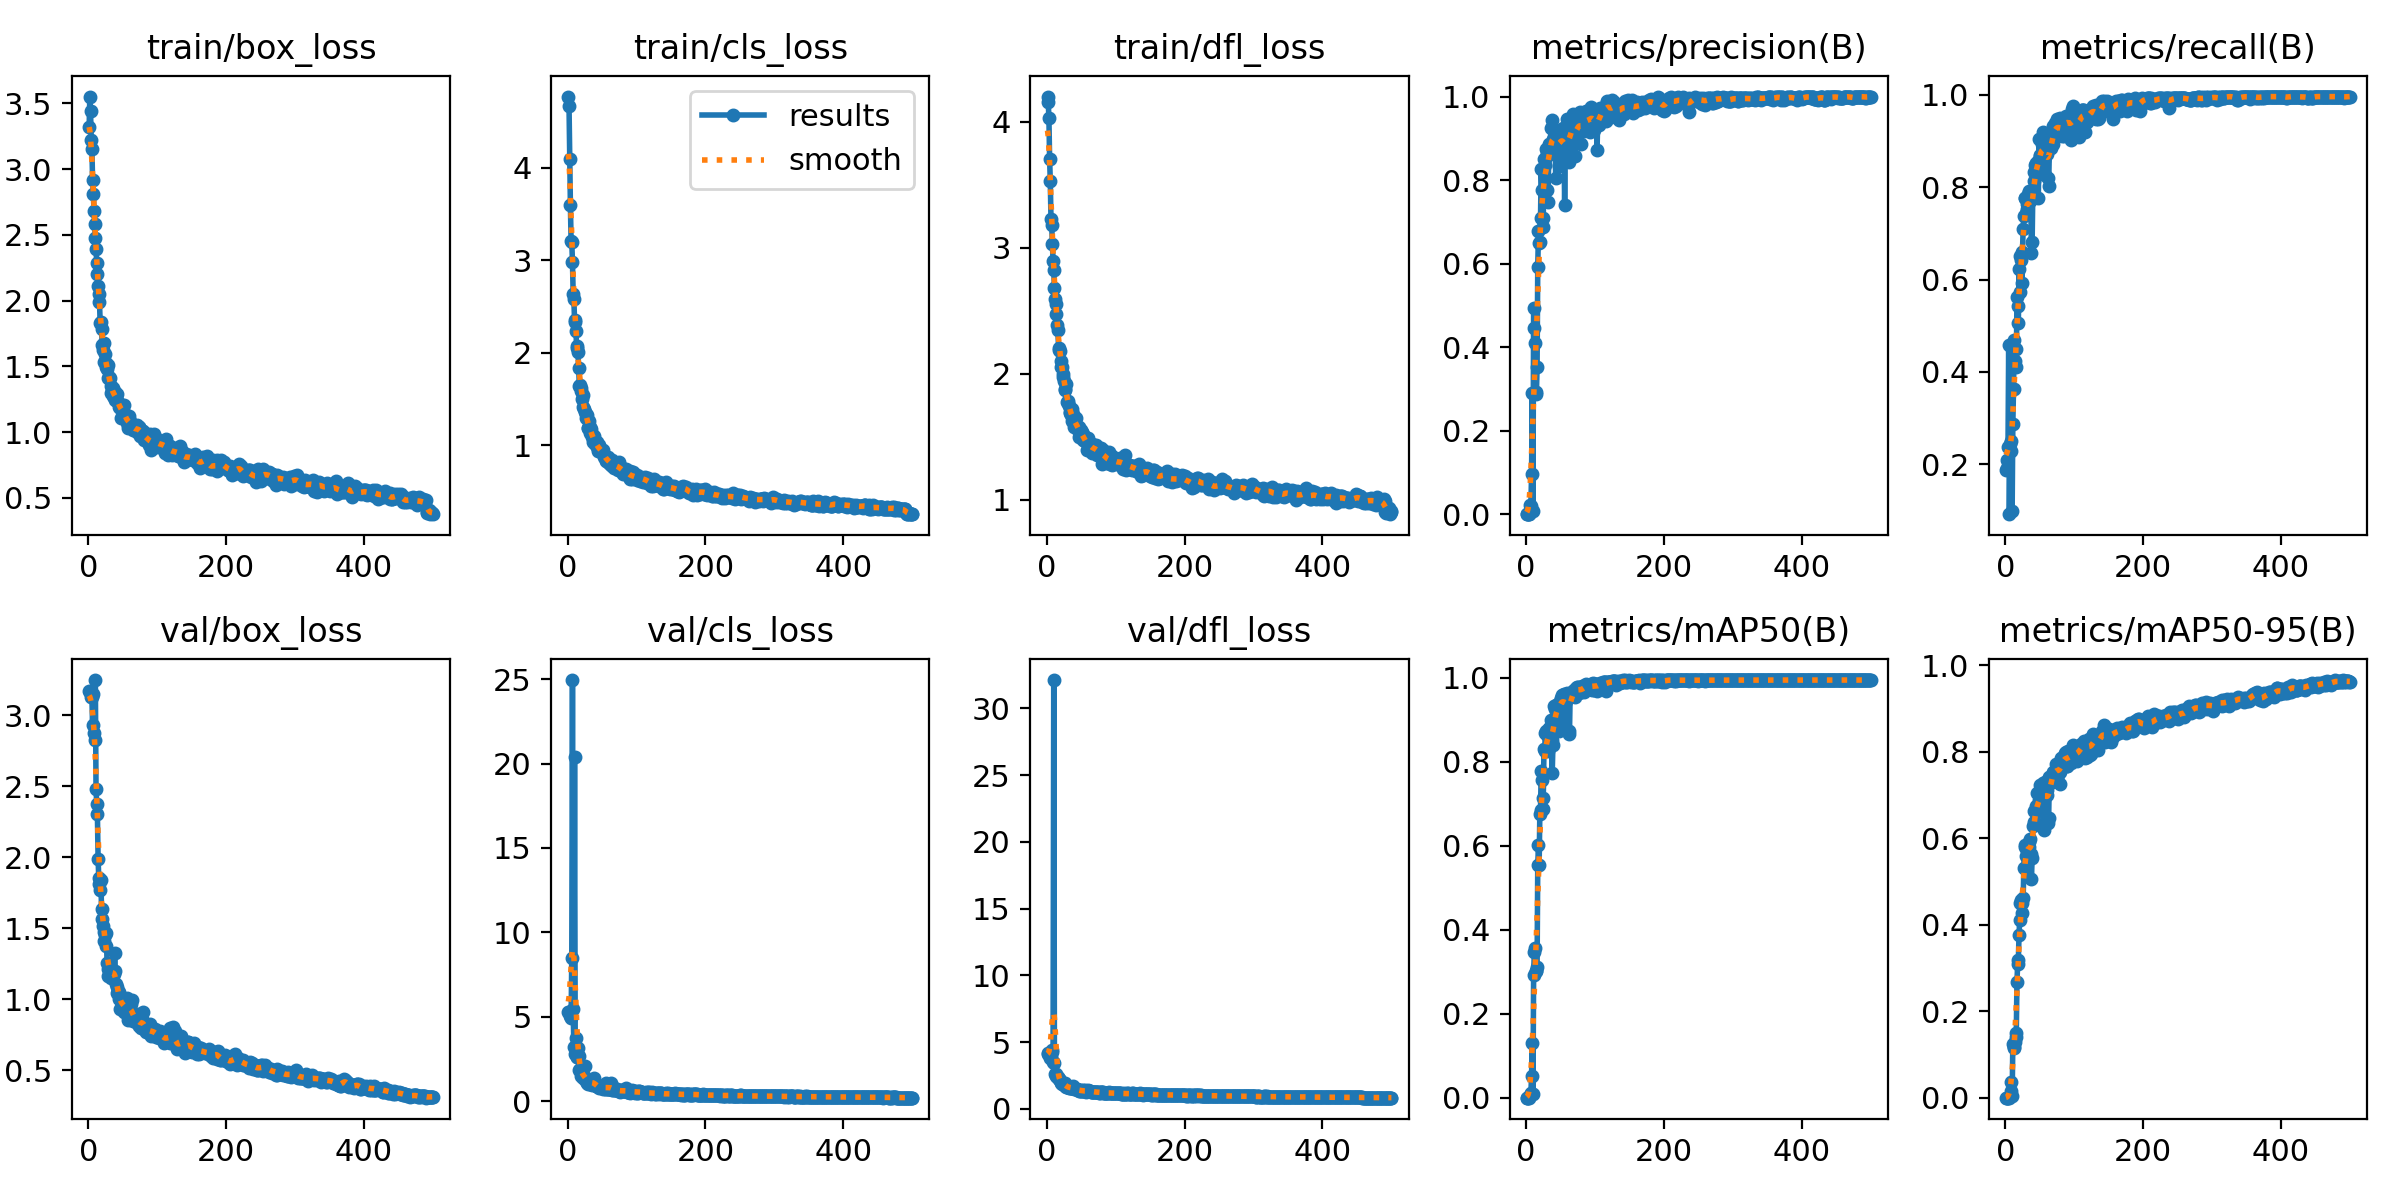 train/box_loss
3.5
3.0
2.5
2.0
1.5
1.0
0.5
0 200 400
train/cls_loss
results
smooth
4
3
2
1
0 200 400
train/dfl_loss
4
3
2
1
0 200 400
metrics/precision(B)
1.0
0.8
0.6
0.4
0.2
0.0
0 200 400
metrics/recall(B)
1.0
0.8
0.6
0.4
0.2
0 200 400
val/box_loss
3.0
2.5
2.0
1.5
1.0
0.5
0 200 400
val/cls_loss
25
20
15
10
5
0
0 200 400
val/dfl_loss
30
25
20
15
10
5
0
0 200 400
metrics/mAP50(B)
1.0
0.8
0.6
0.4
0.2
0.0
0 200 400
metrics/mAP50-95(B)
1.0
0.8
0.6
0.4
0.2
0.0
0 200 400